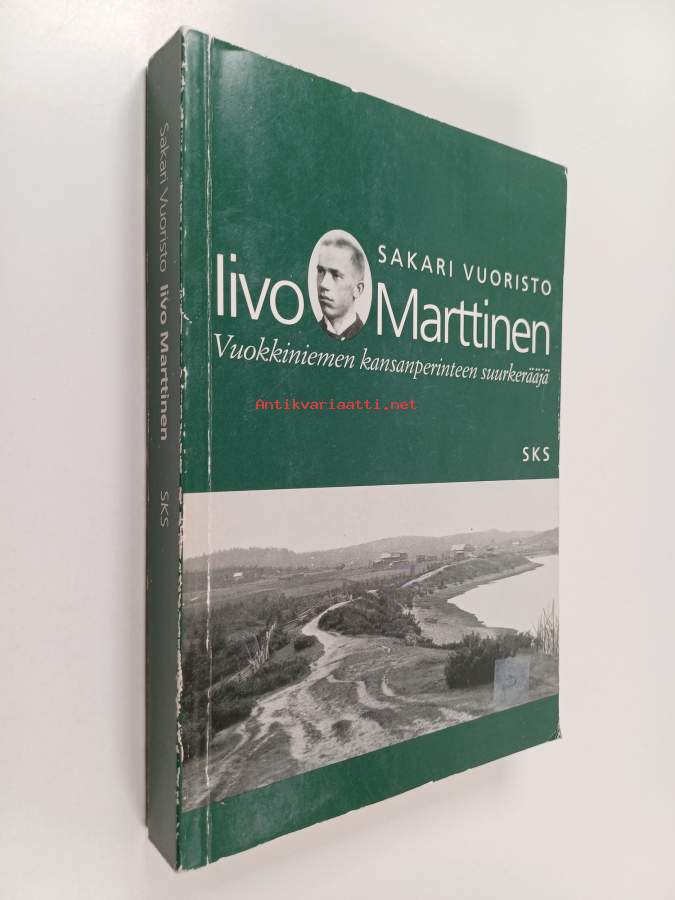 SAKARI VUORISTO
Iivo Marttinen
Vuokkiniemen kansanperinteen suurkerääjä
Antikvariaatti.net
SKS
Sakari Vuoristo Iivo Marttinen SKS